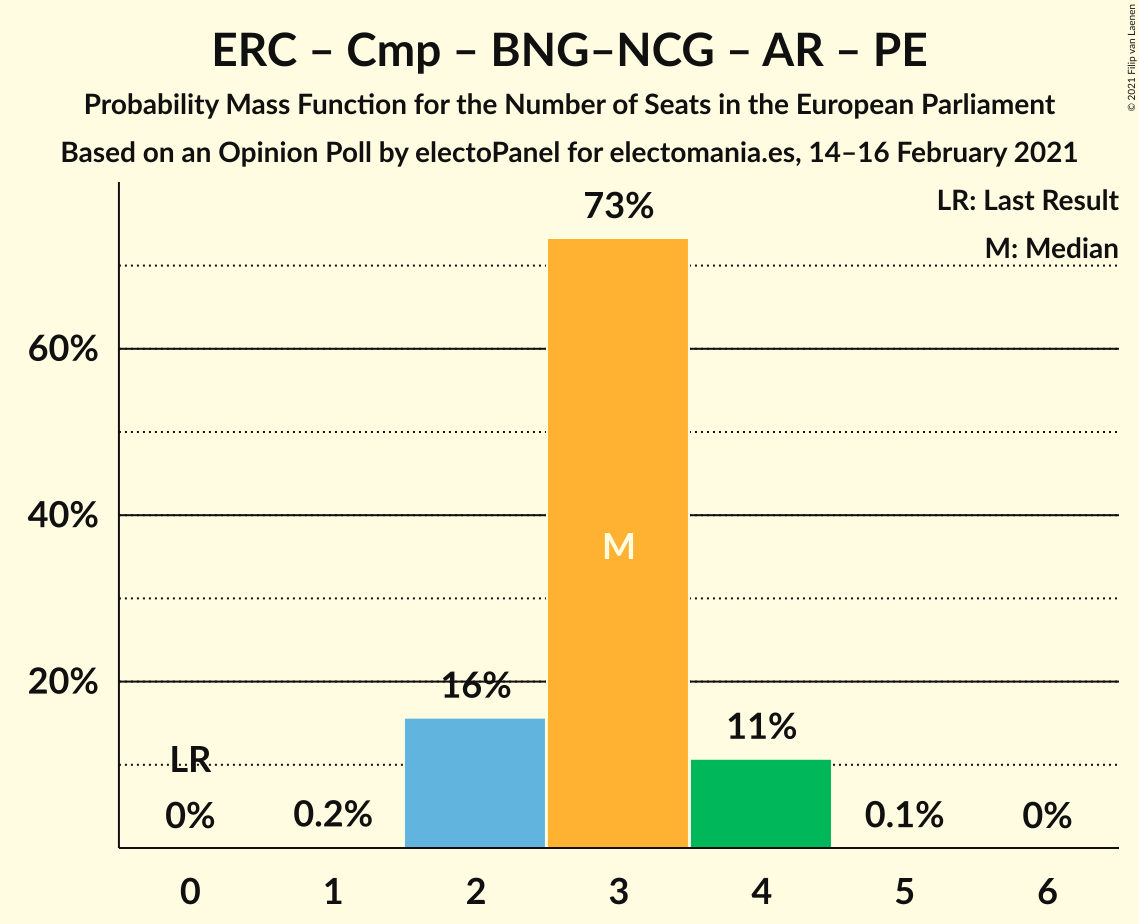 ERC – Cmp – BNG–NCG – AR – PE
Probability Mass Function for the Number of Seats in the European Parliament
Based on an Opinion Poll by electoPanel for electomania.es, 14–16 February 2021
© 2021 Filip van Laenen
LR: Last Result
M: Median
73%
60%
40%
M
20%
16%
11%
LR
0%
0.2%
0.1%
0%
0 1 2 3 4 5 6